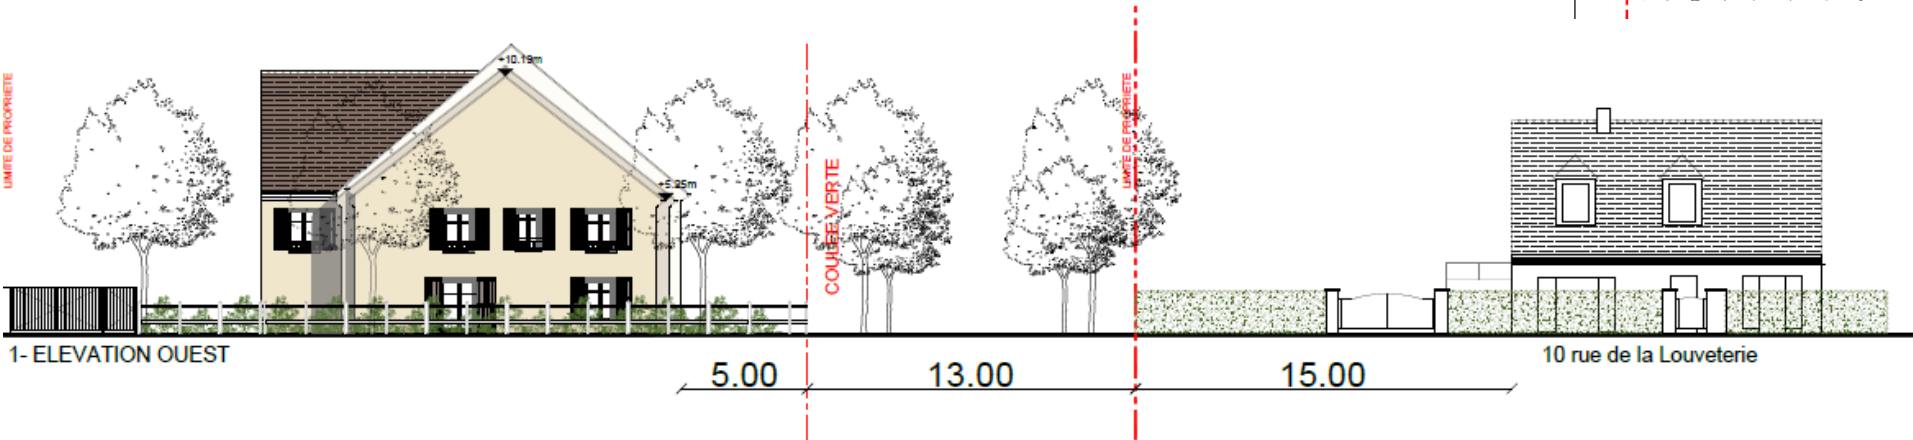 LIMITE DE PROPRIETE
+10.19m
+5.25m
COULEE VERTE
LIMITE DE PROPRIETE
1- ELEVATION OUEST
10 rue de la Louveterie
5.00
13.00
15.00